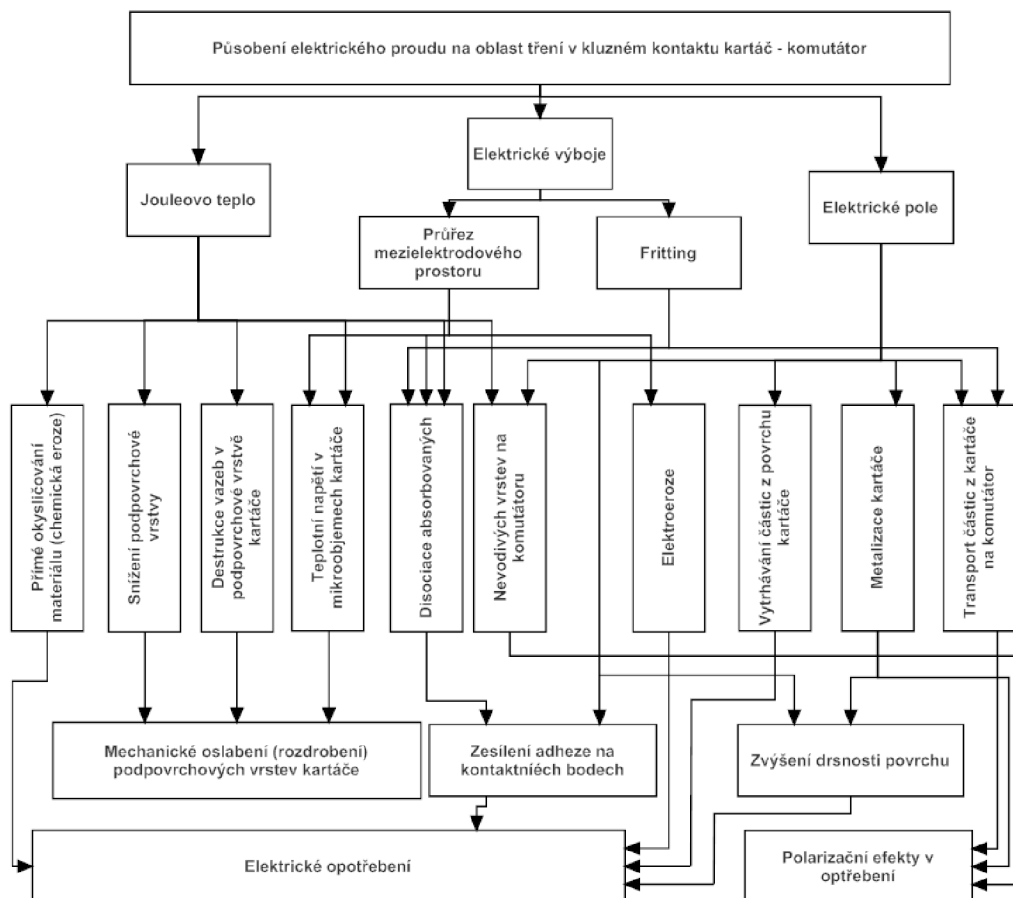 Působení elektrického proudu na oblast tření v kluzném kontaktu kartáč - komutátor
Elektrické výboje
Jouleovo teplo
Elektrické pole
Průřez
mezielektrodového
prostoru
Fritting
Přímé okysličování
materiálu (chemická eroze)
Snížení podpovrchové
vrstvy
Destrukce vazeb v
podpovrchové vrstvě
kartáče
Teplotní napětí v
mikroobjemech kartáče
Disociace absorbovaných
Nevodivých vrstev na
komutátoru
Elektroeroze
Vytrhávání částic z povrchu
kartáče
Metalizace kartáče
Transport částic z kartáče
na komutátor
Mechanické oslabení (rozdrobení)
podpovrchových vrstev kartáče
Zesílení adheze na
kontaktniéch bodech
Zvýšení drsnosti povrchu
Elektrické opotřebení
Polarizační efekty v
optřebení